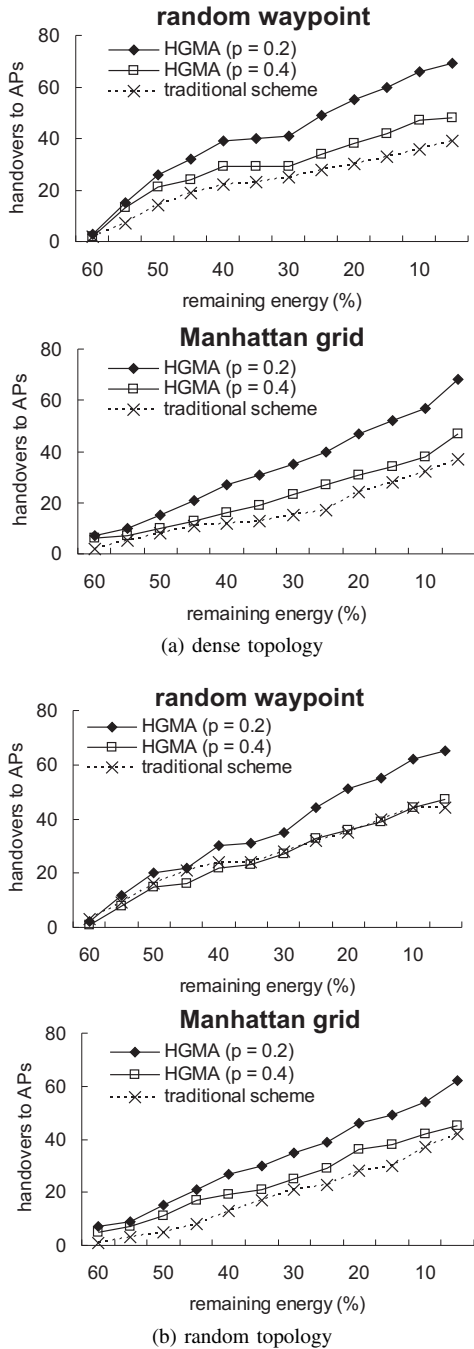 random waypoint
80
HGMA (p = 0.2)
60
HGMA (p = 0.4)
traditional scheme
handovers to APs
40
20
0
60 50 40 30 20 10
remaining energy (%)
Manhattan grid
80
HGMA (p = 0.2)
60
HGMA (p = 0.4)
traditional scheme
handovers to APs
40
20
0
60 50 40 30 20 10
remaining energy (%)
(a) dense topology
random waypoint
80
HGMA (p = 0.2)
HGMA (p = 0.4)
60
traditional scheme
handovers to APs
40
20
0
60 50 40 30 20 10
remaining energy (%)
Manhattan grid
80
HGMA (p = 0.2)
HGMA (p = 0.4)
60
traditional scheme
handovers to APs
40
20
0
60 50 40 30 20 10
remaining energy (%)
(b) random topology